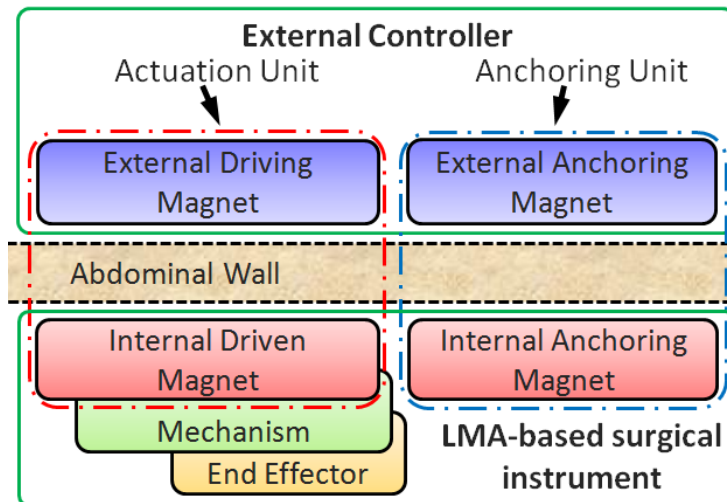 External Controller
Actuation Unit
Anchoring Unit
External Driving
Magnet
External Anchoring
Magnet
Abdominal Wall
Internal Driven
Magnet
Internal Anchoring
Magnet
Mechanism
End Effector
LMA-based surgical
instrument